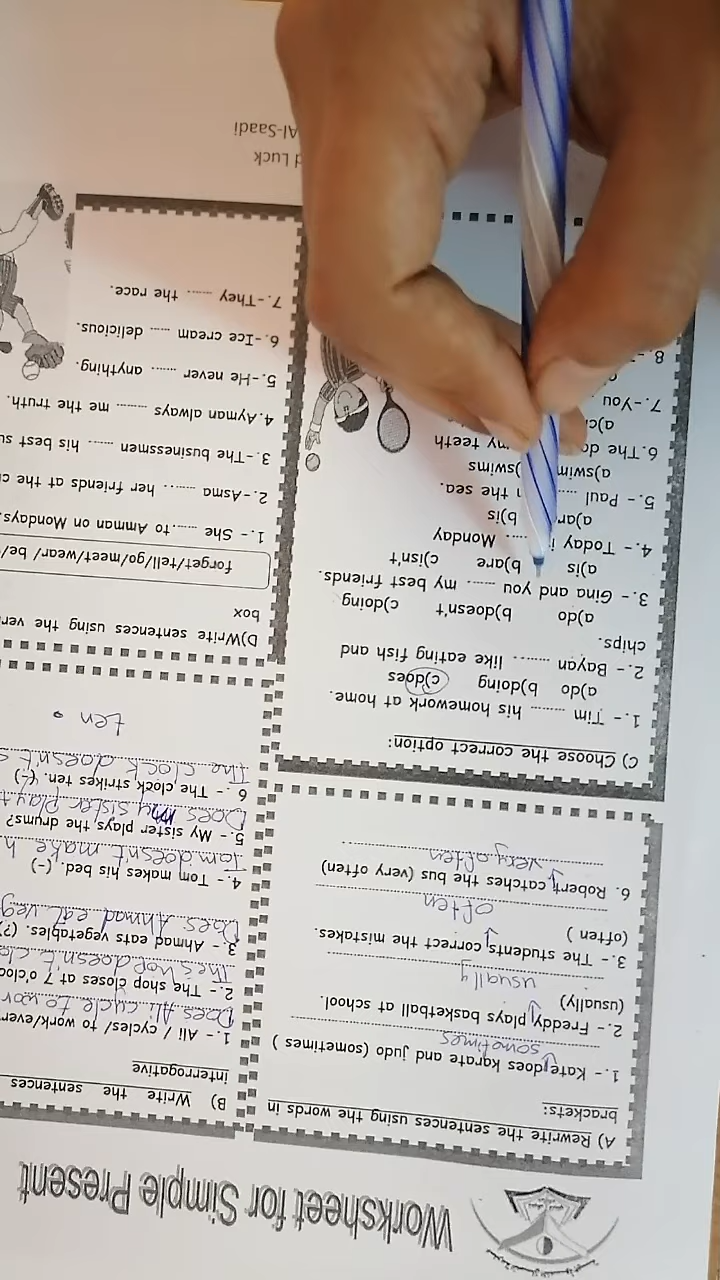 Worksheet for Simple Present
A) Rewrite the sentences using the words in
brackets:
1.- Kate does karate and judo (sometimes )
sometimes
2.- Freddy plays basketball at school.
(usually)
usually
3.- The students correct the mistakes.
(often )
often
6. Robert catches the bus (very often)
very often
B) Write the sentences
interrogative
1.- Ali / cycles/ to work/ever
Does Ali cycle to wor
2.- The shop closes at 7 o'cloc
The shop doesn't clo
3.- Ahmad eats vegetables. (?)
Does Ahmad eat veg
4.- Tom makes his bed. (-)
Tom doesn't make h
5.- My sister plays the drums?
Does my sister play t
6 .- The clock strikes ten. (-)
The clock doesn't s
ten .
C) Choose the correct option:
1.- Tim ........ his homework at home.
a)do b)doing c)does
2.- Bayan ........ like eating fish and
chips.
a)do b)doesn't c)doing
3.- Gina and you ...... my best friends.
a)is b)are c)isn't
4.- Today i ..... Monday
a)ar b)is
5.- Paul ..... n the sea.
a)swim )swims
6.The do my teeth
7.-You
8.-
D)Write sentences using the ver
box
forget/tell/go/meet/wear/ be/
1.- She ......to Amman on Mondays.
2.-Asma ...... her friends at the c
3.-The businessmen ...... his best su
4.Ayman always ....... me the truth.
5.-He never ....... anything.
6.-Ice cream ..... delicious.
7.-They ...... the race.
d Luck
Al-Saadi